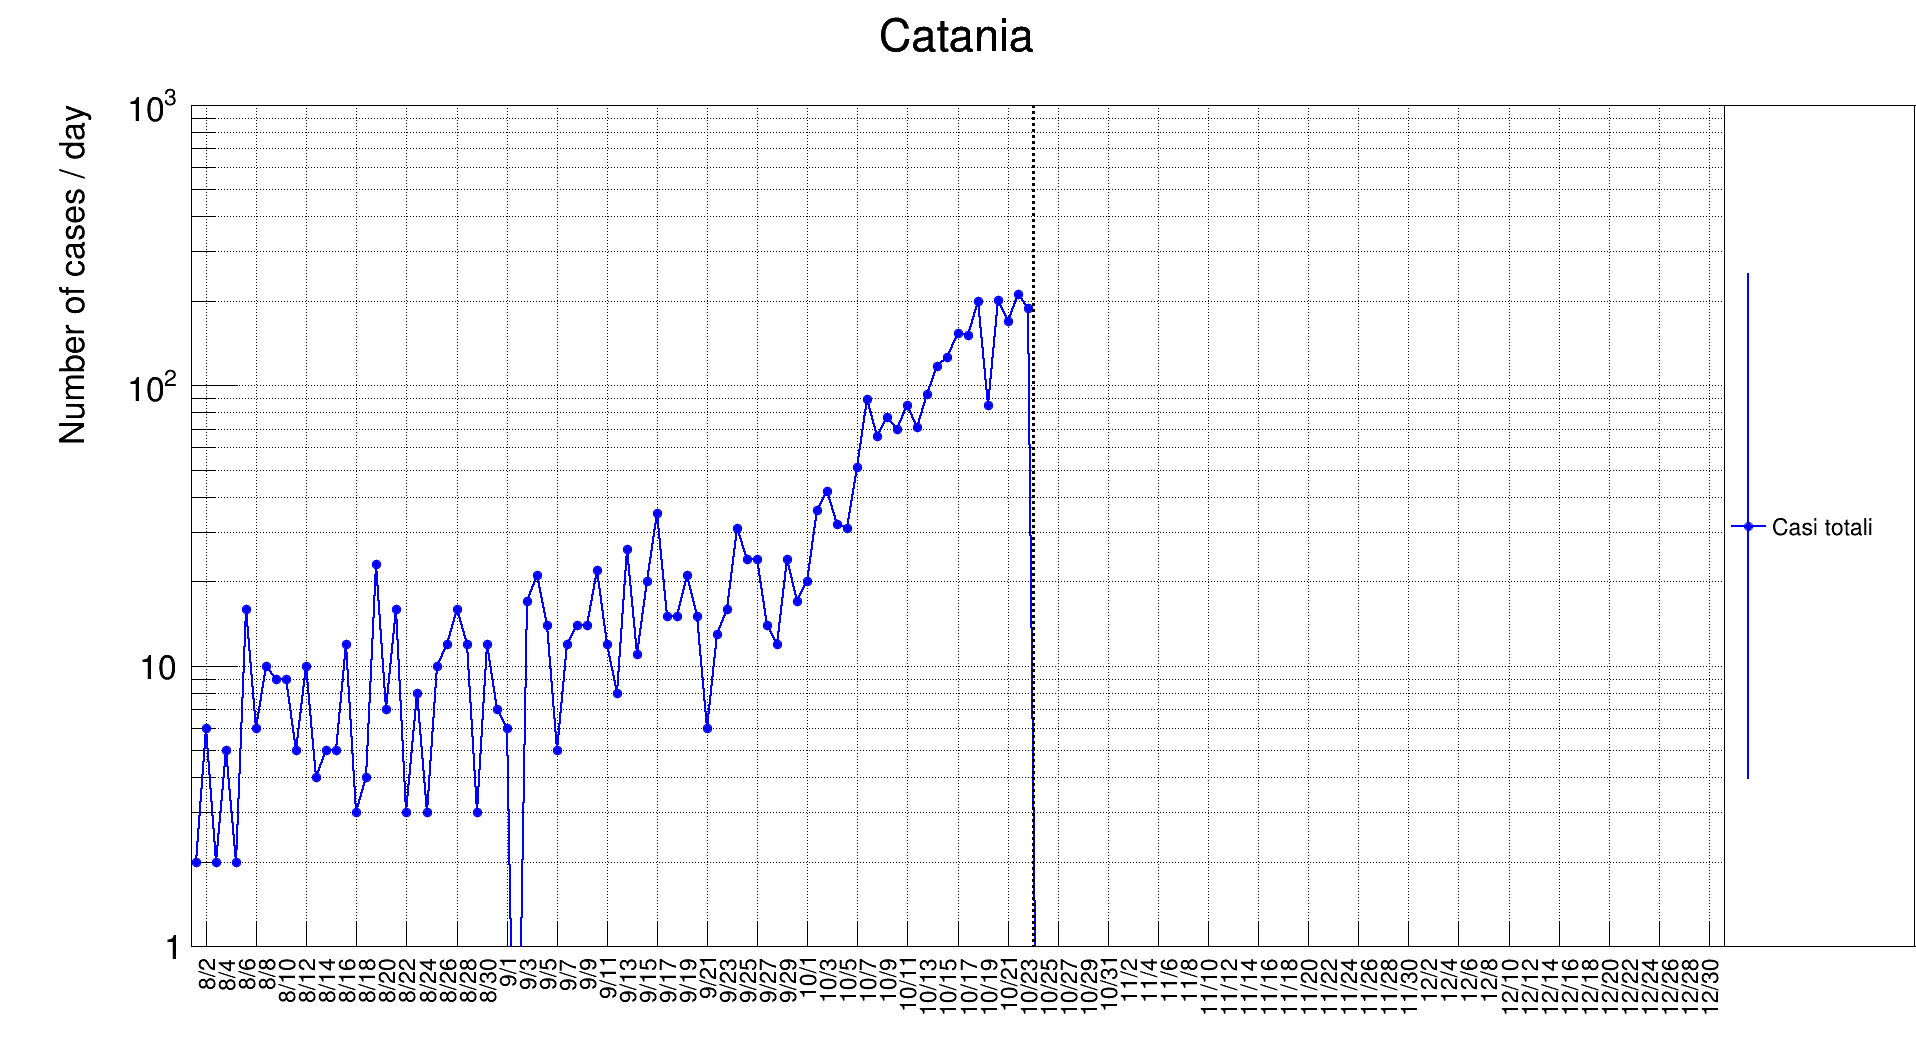 Catania
Number of cases / day
10³
10²
10
1
8/2 8/4 8/6 8/8 8/10 8/12 8/14 8/16 8/18 8/20 8/22 8/24 8/26 8/28 8/30 9/1 9/3 9/5 9/7 9/9 9/11 9/13 9/15 9/17 9/19 9/21 9/23 9/25 9/27 9/29 10/1 10/3 10/5 10/7 10/9 10/11 10/13 10/15 10/17 10/19 10/21 10/23 10/25 10/27 10/29 10/31 11/2 11/4 11/6 11/8 11/10 11/12 11/14 11/16 11/18 11/20 11/22 11/24 11/26 11/28 11/30 12/2 12/4 12/6 12/8 12/10 12/12 12/14 12/16 12/18 12/20 12/22 12/24 12/26 12/28 12/30
Casi totali